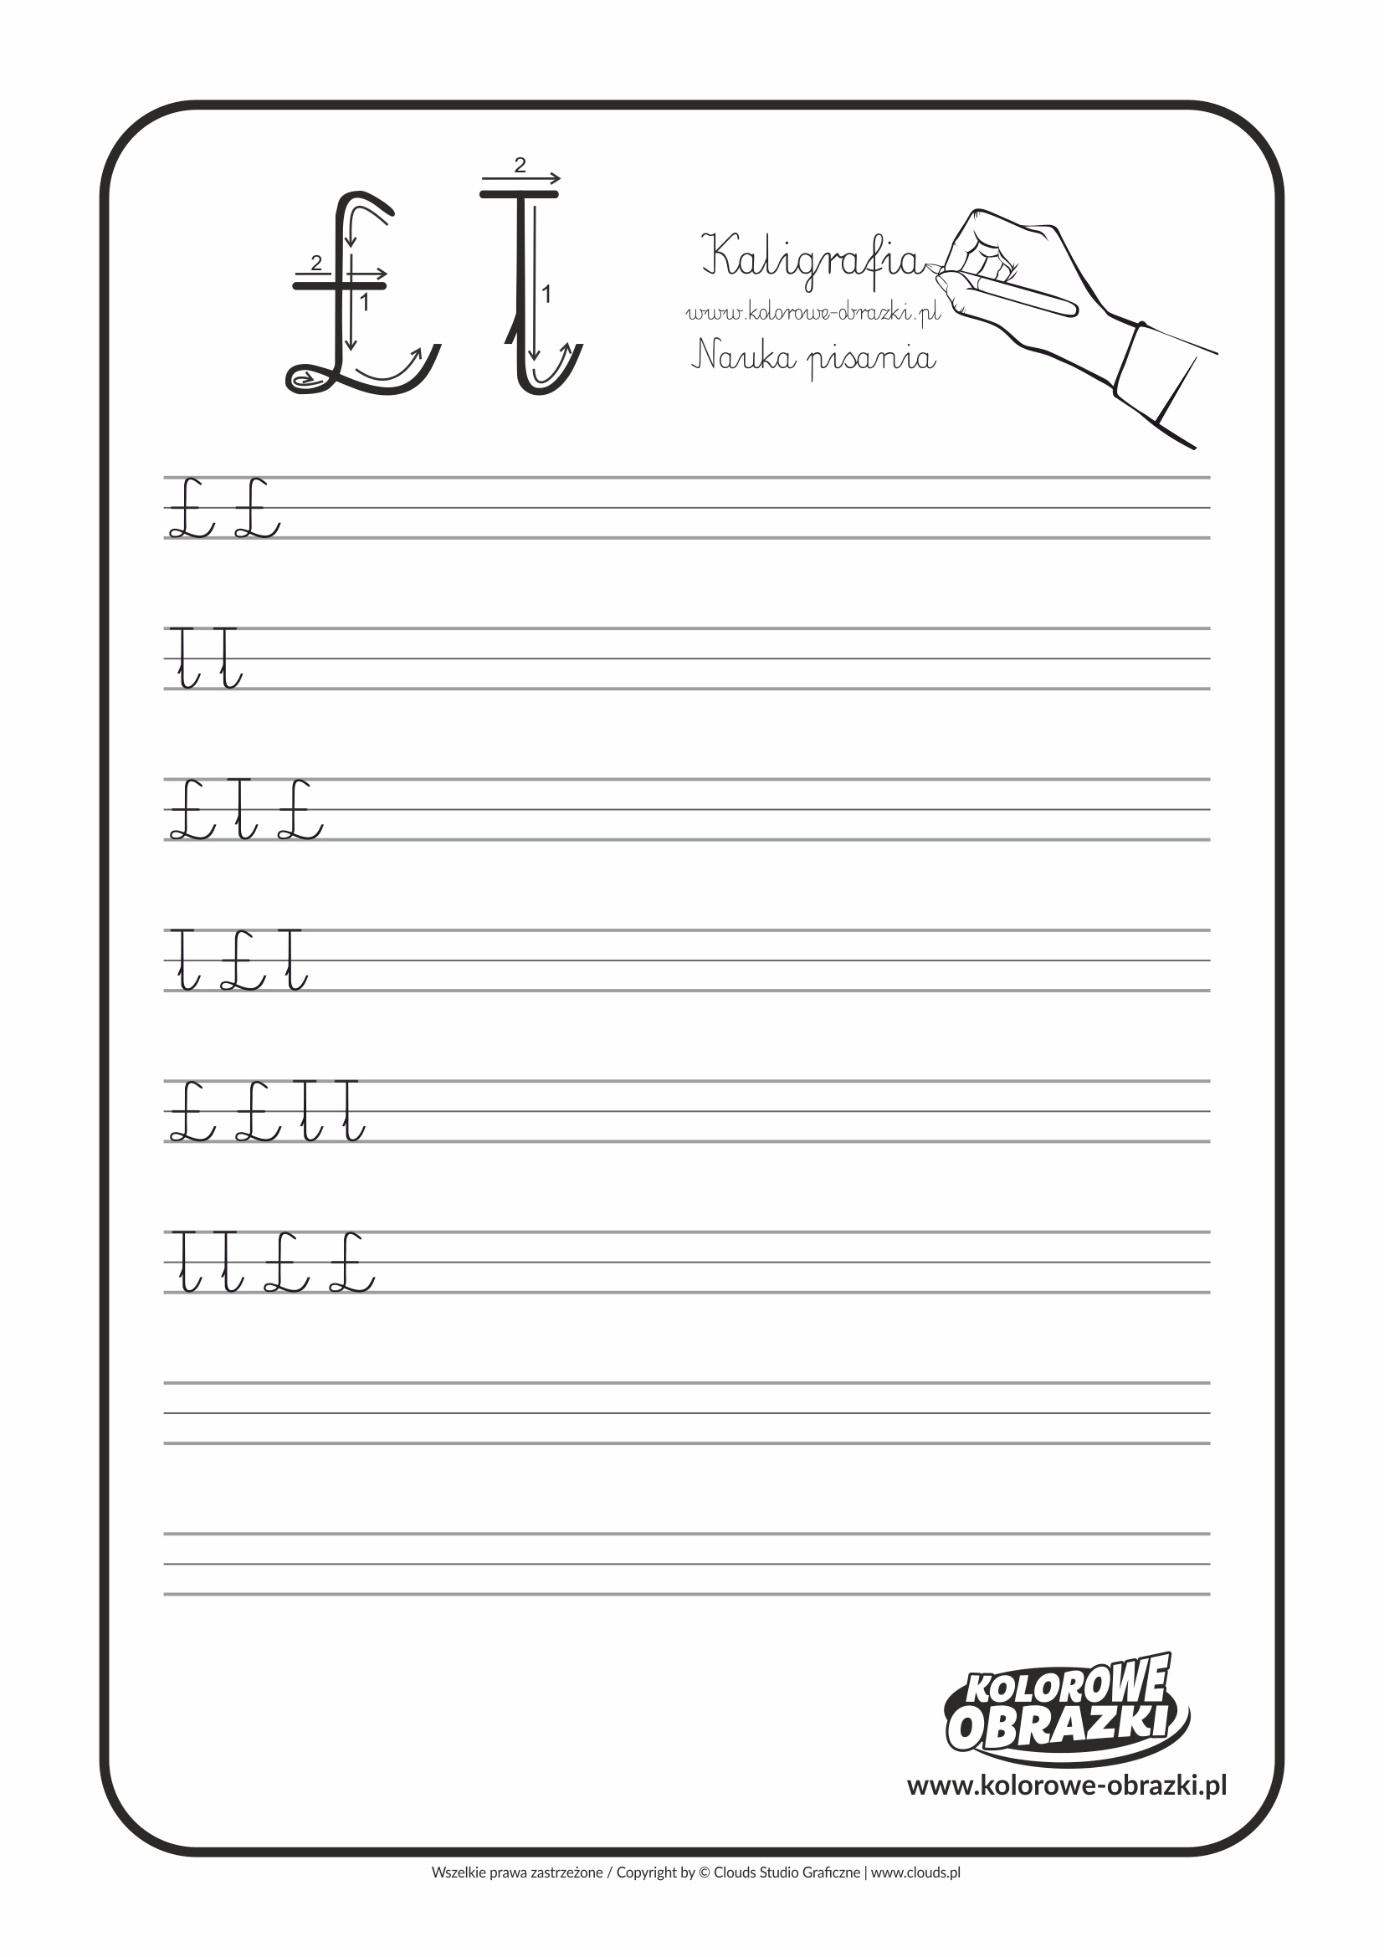 2 1 2 1
Ł ł
Kaligrafia
www.kolorowe-obrazki.pl
Nauka pisania
Ł Ł
ł ł
Ł ł Ł
ł Ł ł
Ł Ł ł ł
ł ł Ł Ł
KOLOROWE
OBRAZKI
www.kolorowe-obrazki.pl
Wszelkie prawa zastrzeżone / Copyright by © Clouds Studio Graficzne | www.clouds.pl